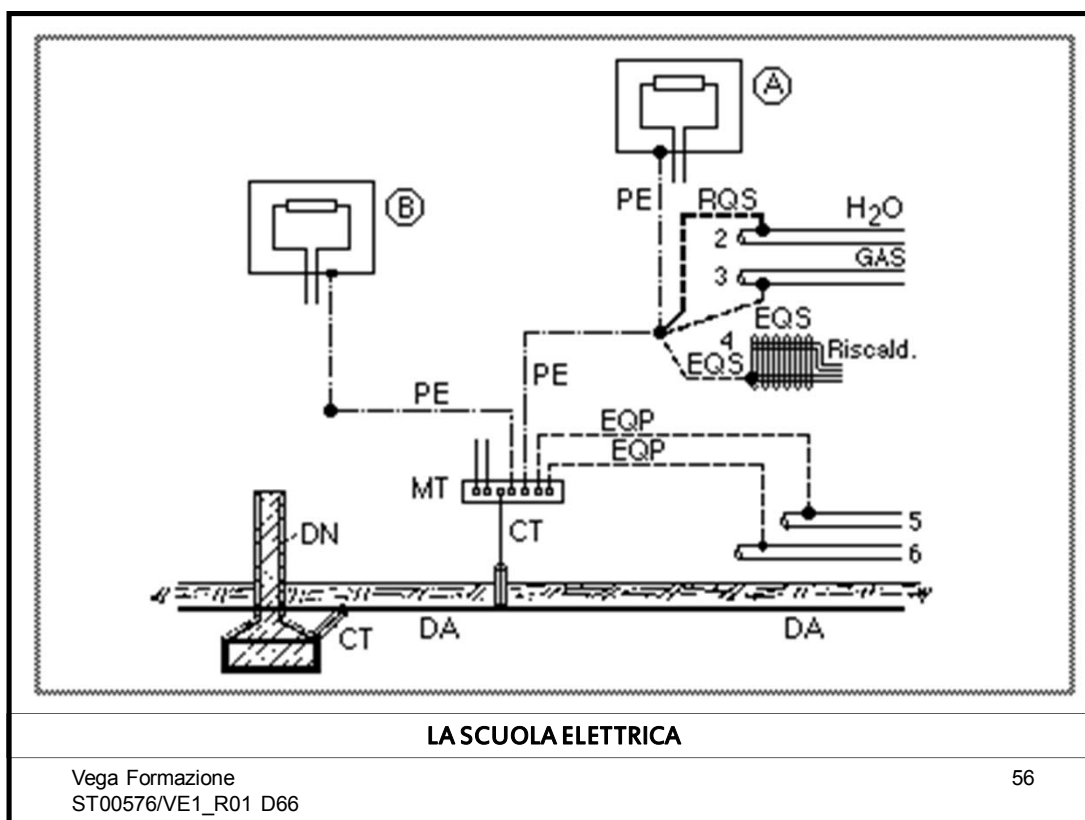 A
B
PE
RQS
H₂O
2
GAS
3
EQS
4
Riscald.
EQS
PE
PE
EQP
EQP
MT
CT
5
DN
6
CT
DA
DA
LA SCUOLA ELETTRICA
Vega Formazione
56
ST00576/VE1_R01 D66